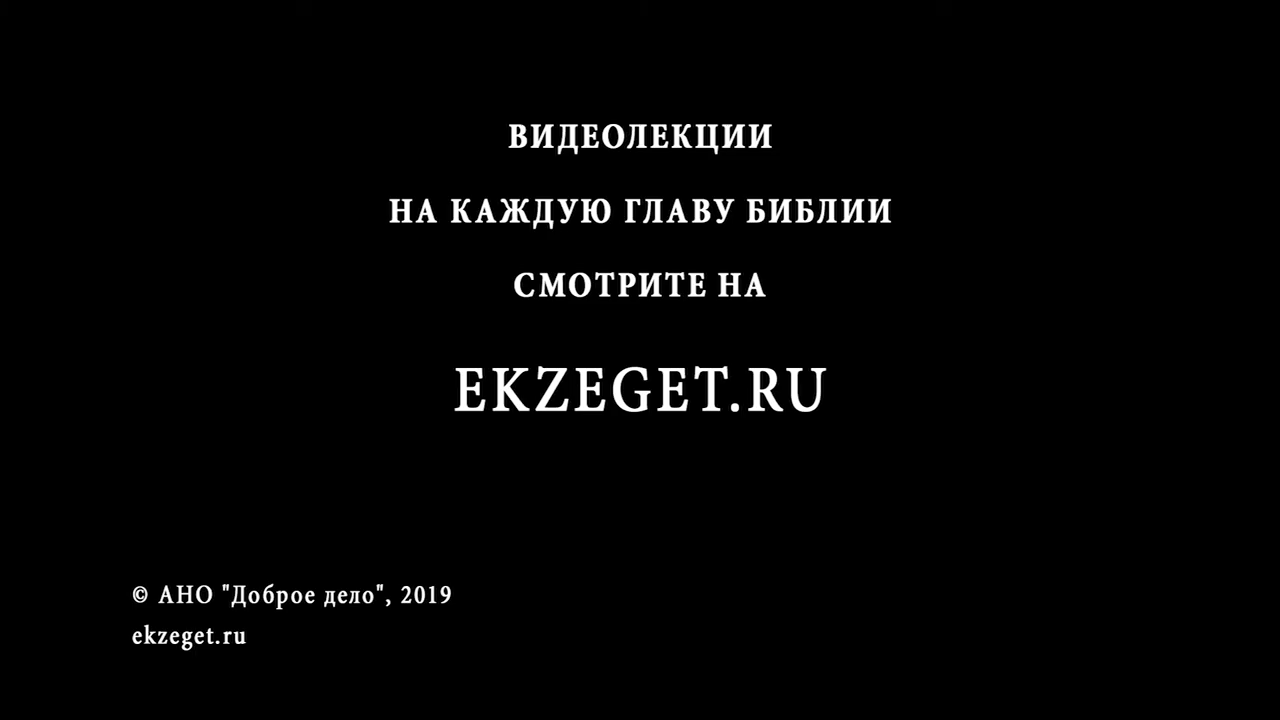 ВИДЕОЛЕКЦИИ
НА КАЖДУЮ ГЛАВУ БИБЛИИ
СМОТРИТЕ НА
EKZEGET.RU
© АНО "Доброе дело", 2019
ekzeget.ru